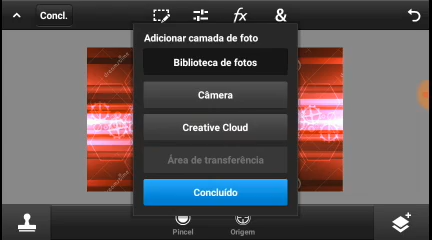 Concl.
fx
&
Adicionar camada de foto
Biblioteca de fotos
Câmera
Creative Cloud
Área de transferência
Concluído
Pincel
Origem